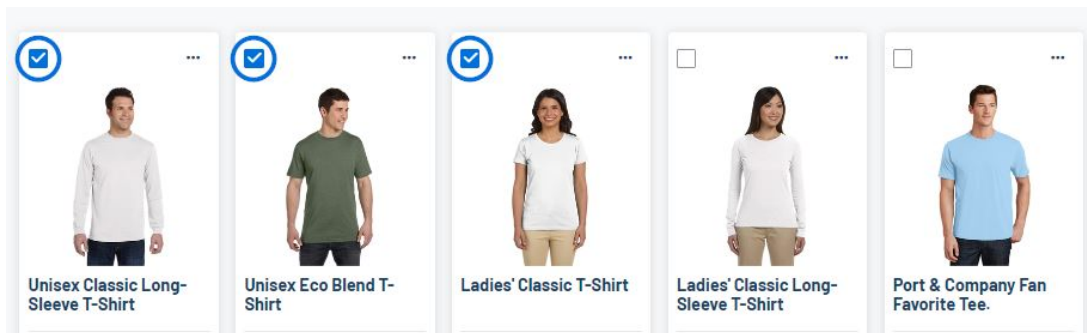 Unisex Classic Long-
Sleeve T-Shirt
Unisex Eco Blend T-
Shirt
Ladies' Classic T-Shirt
Ladies' Classic Long-
Sleeve T-Shirt
Port & Company Fan
Favorite Tee.